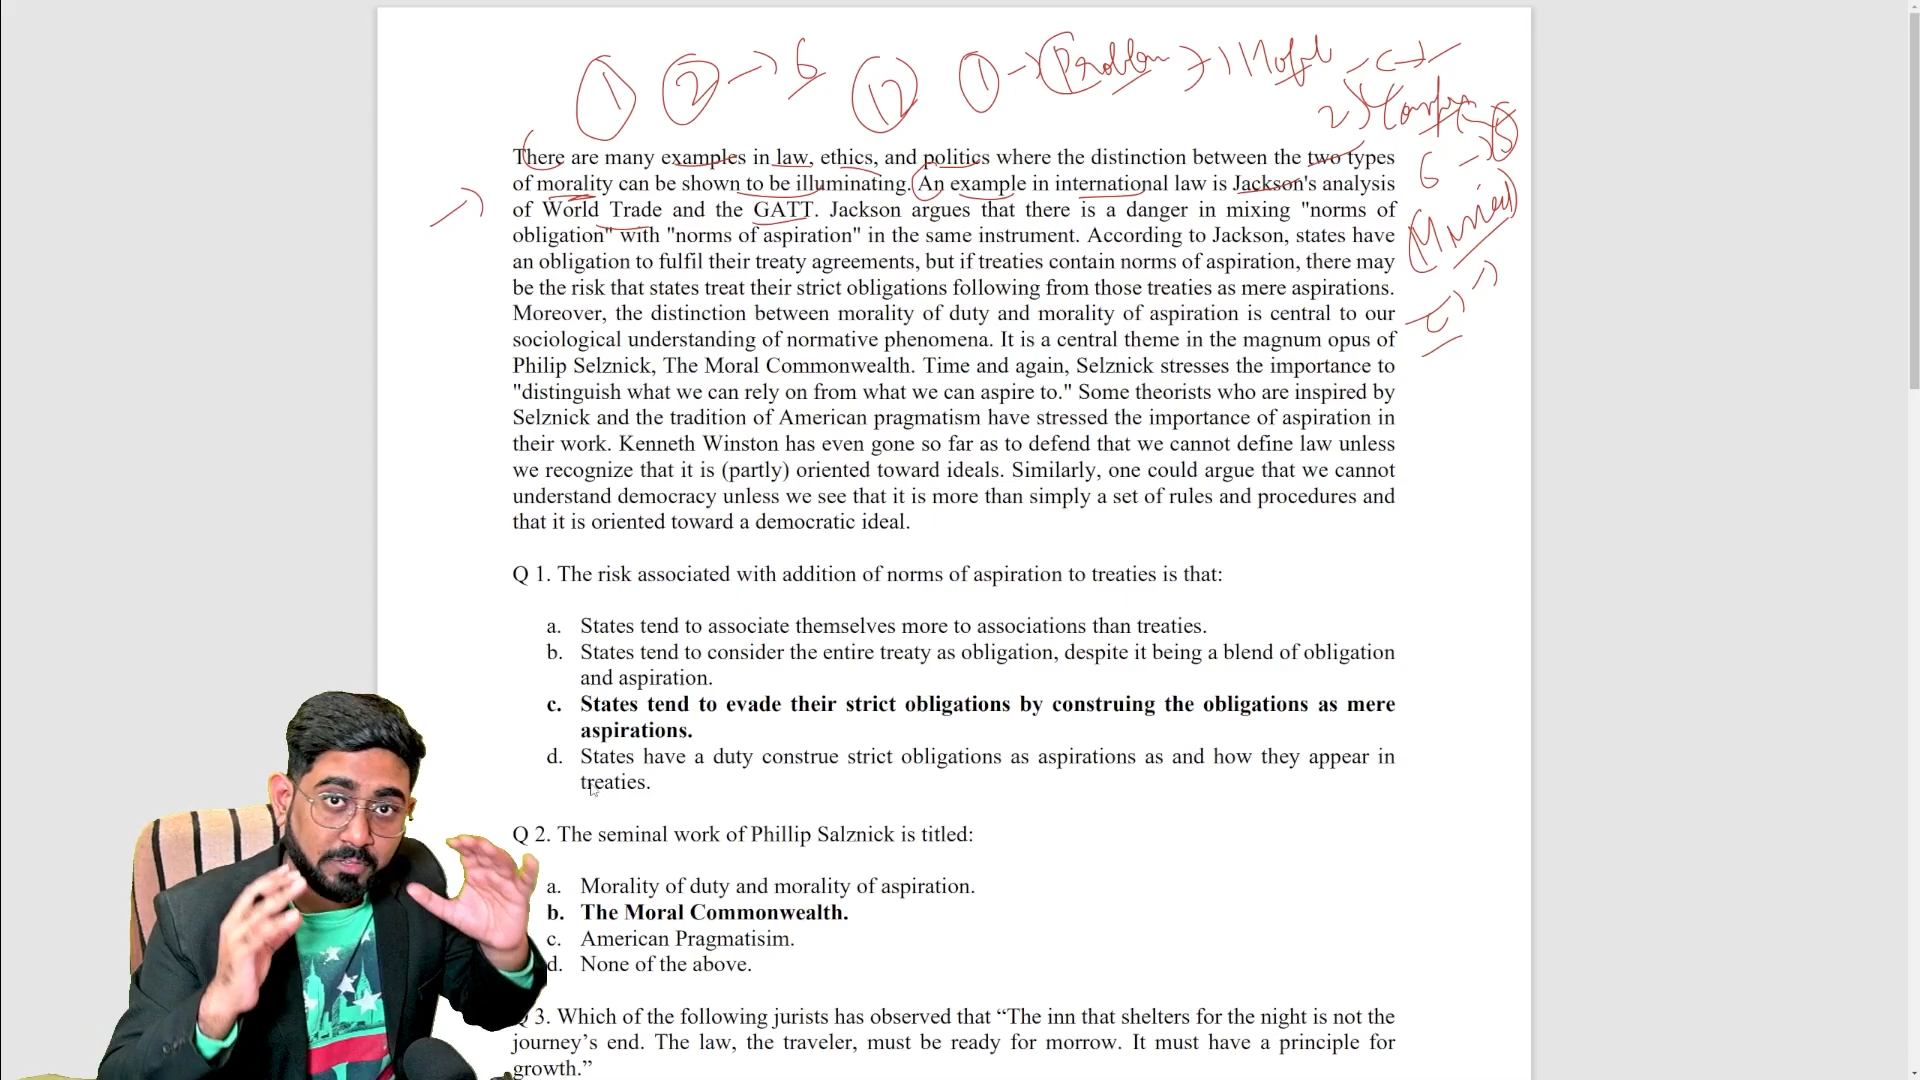 1 2 → 6 12 1 → Problem
2)
6
There are many examples in law, ethics, and politics where the distinction between the two types
of morality can be shown to be illuminating. An example in international law is Jackson's analysis
of World Trade and the GATT. Jackson argues that there is a danger in mixing "norms of
obligation" with "norms of aspiration" in the same instrument. According to Jackson, states have
an obligation to fulfil their treaty agreements, but if treaties contain norms of aspiration, there may
be the risk that states treat their strict obligations following from those treaties as mere aspirations.
Moreover, the distinction between morality of duty and morality of aspiration is central to our
sociological understanding of normative phenomena. It is a central theme in the magnum opus of
Philip Selznick, The Moral Commonwealth. Time and again, Selznick stresses the importance to
"distinguish what we can rely on from what we can aspire to." Some theorists who are inspired by
Selznick and the tradition of American pragmatism have stressed the importance of aspiration in
their work. Kenneth Winston has even gone so far as to defend that we cannot define law unless
we recognize that it is (partly) oriented toward ideals. Similarly, one could argue that we cannot
understand democracy unless we see that it is more than simply a set of rules and procedures and
that it is oriented toward a democratic ideal.
Q 1. The risk associated with addition of norms of aspiration to treaties is that:
a. States tend to associate themselves more to associations than treaties.
b. States tend to consider the entire treaty as obligation, despite it being a blend of obligation
and aspiration.
c. States tend to evade their strict obligations by construing the obligations as mere
aspirations.
d. States have a duty construe strict obligations as aspirations as and how they appear in
treaties.
Q 2. The seminal work of Phillip Salznick is titled:
a. Morality of duty and morality of aspiration.
b. The Moral Commonwealth.
c. American Pragmatisim.
d. None of the above.
Q 3. Which of the following jurists has observed that “The inn that shelters for the night is not the
journey’s end. The law, the traveler, must be ready for morrow. It must have a principle for
growth.”